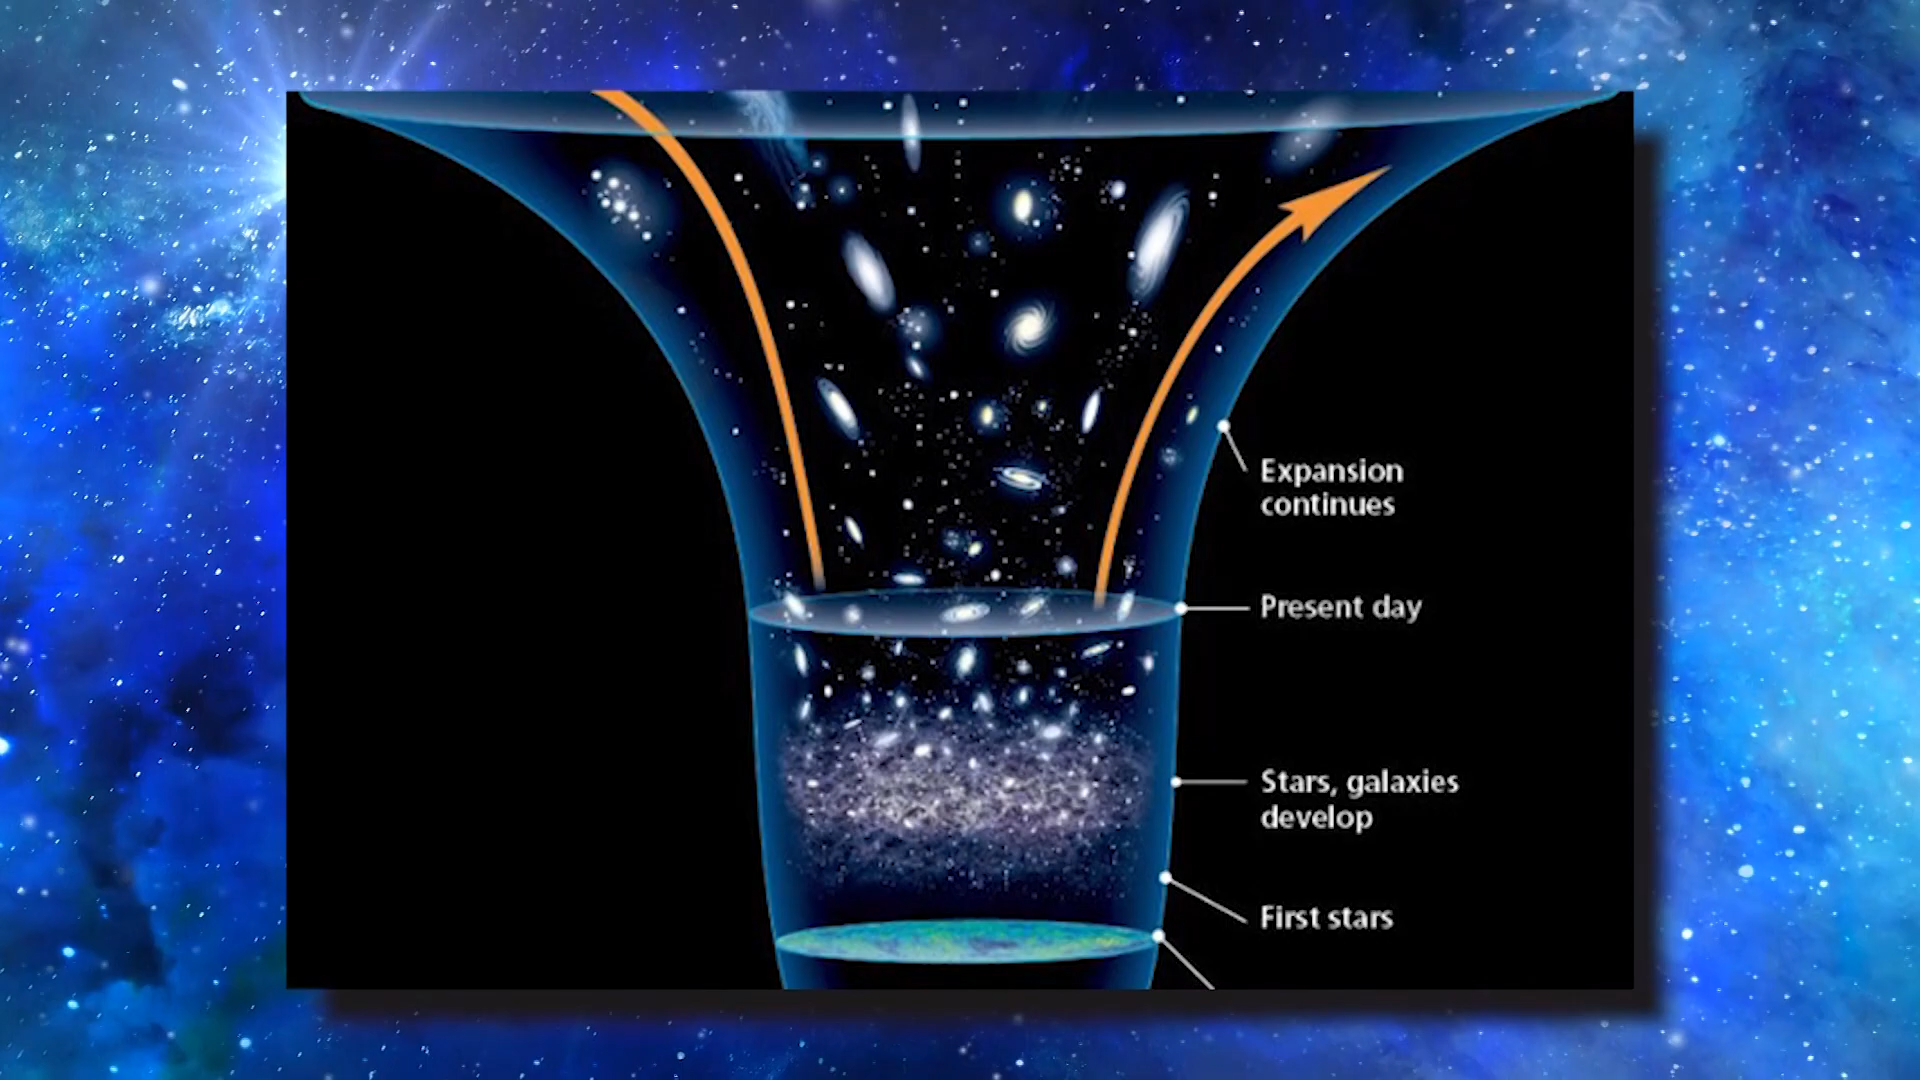 Expansion
continues
Present day
Stars, galaxies
develop
First stars